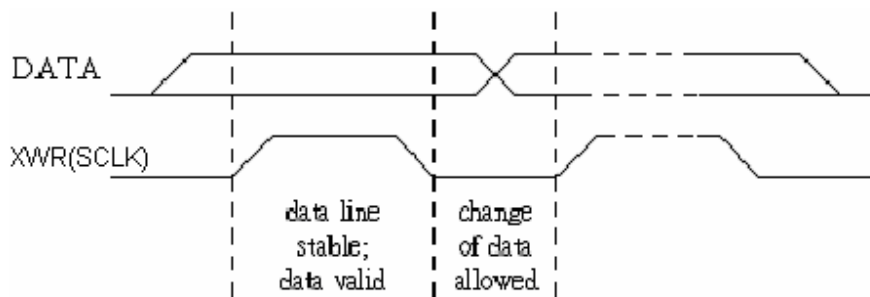 DATA
XWR(SCLK)
data line
stable;
data valid
change
of data
allowed